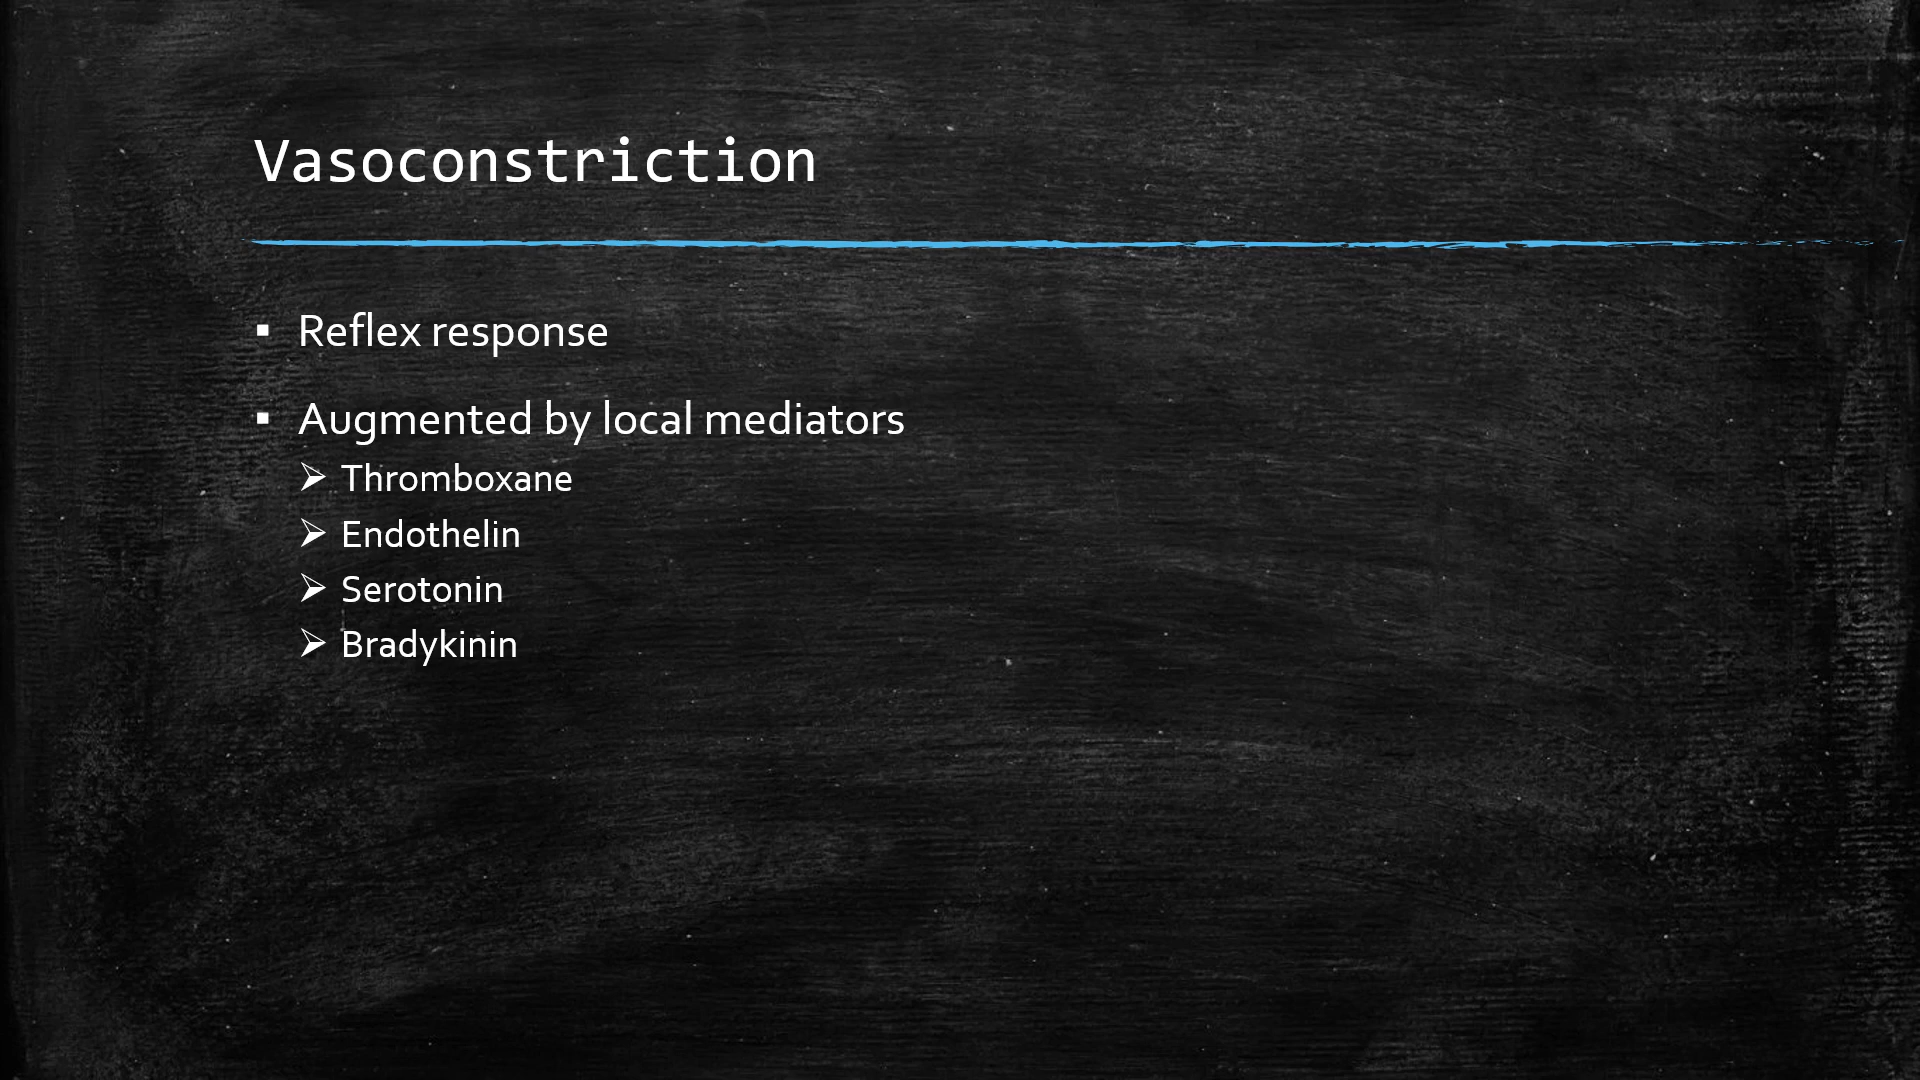 Vasoconstriction
▪ Reflex response
▪ Augmented by local mediators
➢ Thromboxane
➢ Endothelin
➢ Serotonin
➢ Bradykinin